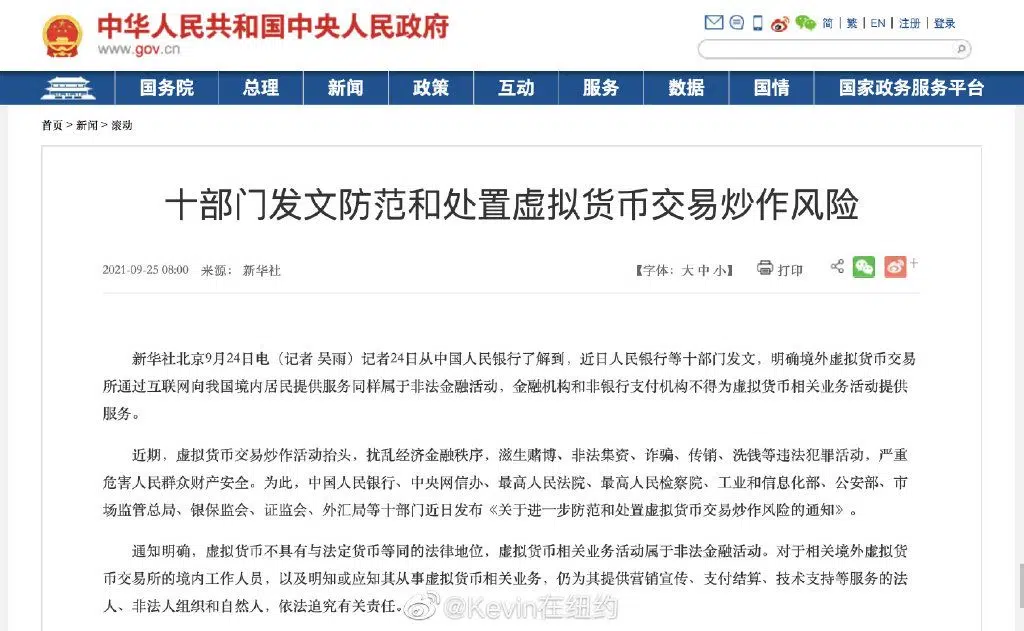 中华人民共和国中央人民政府
www.gov.cn
简 | 繁 | EN | 注册 | 登录
国务院 总理 新闻 政策 互动 服务 数据 国情 国家政务服务平台
首页 > 新闻 > 滚动
十部门发文防范和处置虚拟货币交易炒作风险
2021-09-25 08:00 来源： 新华社 【字体：大 中 小】 打印
新华社北京9月24日电（记者 吴雨）记者24日从中国人民银行了解到，近日人民银行等十部门发文，明确境外虚拟货币交易
所通过互联网向我国境内居民提供服务同样属于非法金融活动，金融机构和非银行支付机构不得为虚拟货币相关业务活动提供
服务。
近期，虚拟货币交易炒作活动抬头，扰乱经济金融秩序，滋生赌博、非法集资、诈骗、传销、洗钱等违法犯罪活动，严重
危害人民群众财产安全。为此，中国人民银行、中央网信办、最高人民法院、最高人民检察院、工业和信息化部、公安部、市
场监管总局、银保监会、证监会、外汇局等十部门近日发布《关于进一步防范和处置虚拟货币交易炒作风险的通知》。
通知明确，虚拟货币不具有与法定货币等同的法律地位，虚拟货币相关业务活动属于非法金融活动。对于相关境外虚拟货
币交易所的境内工作人员，以及明知或应知其从事虚拟货币相关业务，仍为其提供营销宣传、支付结算、技术支持等服务的法
人、非法人组织和自然人，依法追究有关责任。
@Kevin在纽约